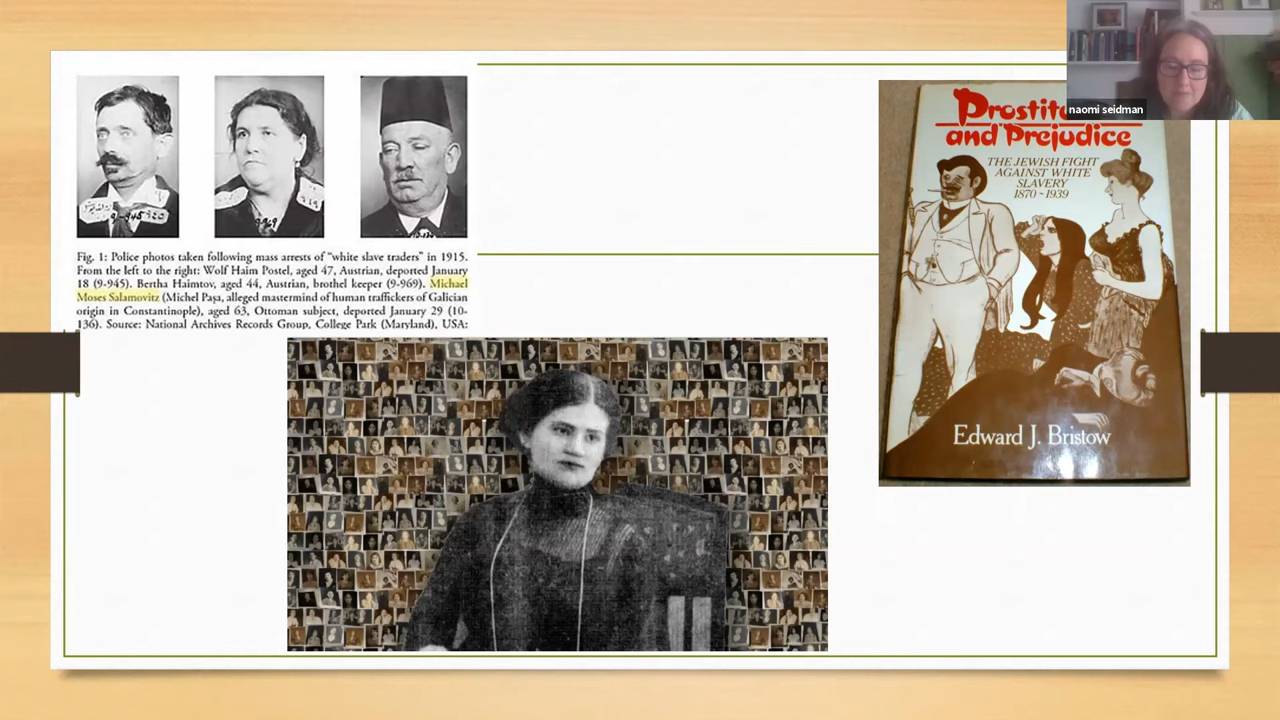 Fig. 1: Police photos taken following mass arrests of "white slave traders" in 1915.
From the left to the right: Wolf Haim Postel, aged 47, Austrian, deported January
18 (9-945). Bertha Haimtov, aged 44, Austrian, brothel keeper (9-969). Michael
Moses Salamovitz (Michel Paşa, alleged mastermind of human traffickers of Galician
origin in Constantinople), aged 63, Ottoman subject, deported January 29 (10-
136). Source: National Archives Records Group, College Park (Maryland), USA:
naomi seidman
and Prejudice
THE JEWISH FIGHT
AGAINST WHITE
SLAVERY
1870~1939
Edward J. Bristow